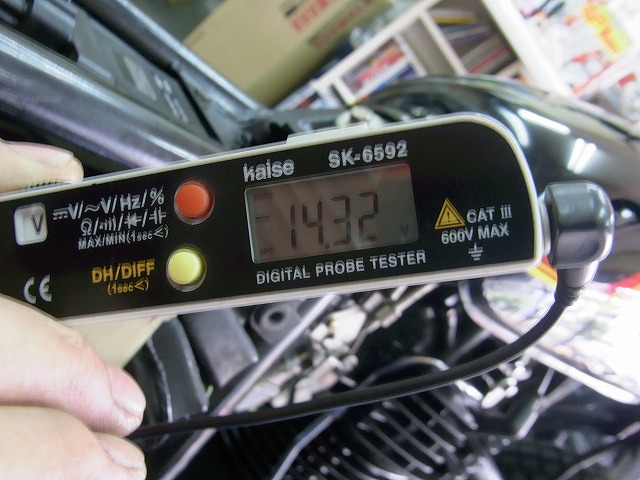 kaise SK-6592
V
⎓V/~V/Hz/%
Ω/·)))/⯈⊢/⊣⊢
MAX/MIN(1sec<)
14.32 V
CAT III
600V MAX
DH/DIFF
(1sec<)
DIGITAL PROBE TESTER
CE